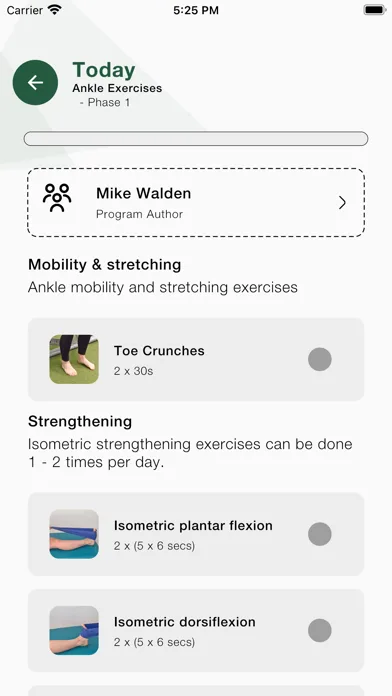 Carrier 5:25 PM
Today
Ankle Exercises
- Phase 1
Mike Walden
Program Author
Mobility & stretching
Ankle mobility and stretching exercises
Toe Crunches
2 x 30s
Strengthening
Isometric strengthening exercises can be done
1 - 2 times per day.
Isometric plantar flexion
2 x (5 x 6 secs)
Isometric dorsiflexion
2 x (5 x 6 secs)